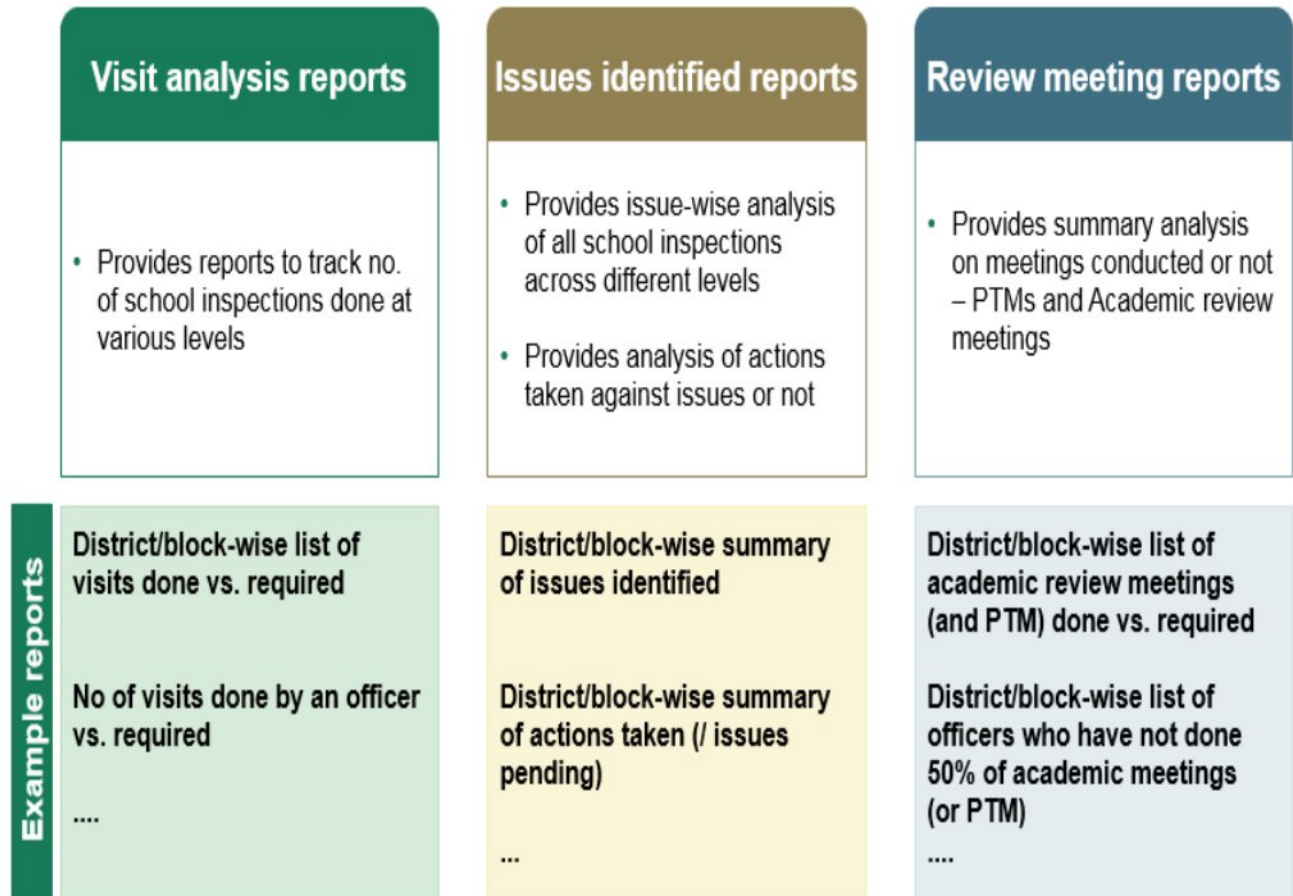 Visit analysis reports
• Provides reports to track no.
of school inspections done at
various levels
Issues identified reports
• Provides issue-wise analysis
of all school inspections
across different levels
• Provides analysis of actions
taken against issues or not
Review meeting reports
• Provides summary analysis
on meetings conducted or not
– PTMs and Academic review
meetings
Example reports
District/block-wise list of
visits done vs. required
No of visits done by an officer
vs. required
....
District/block-wise summary
of issues identified
District/block-wise summary
of actions taken (/ issues
pending)
...
District/block-wise list of
academic review meetings
(and PTM) done vs. required
District/block-wise list of
officers who have not done
50% of academic meetings
(or PTM)
....